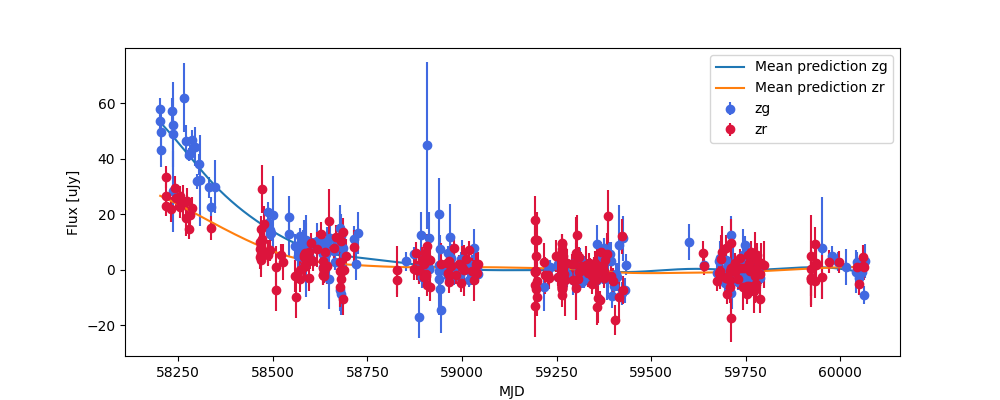 Mean prediction zg
Mean prediction zr
zg
zr
Flux [uJy]
60
40
20
0
−20
58250
58500
58750
59000
59250
59500
59750
60000
MJD